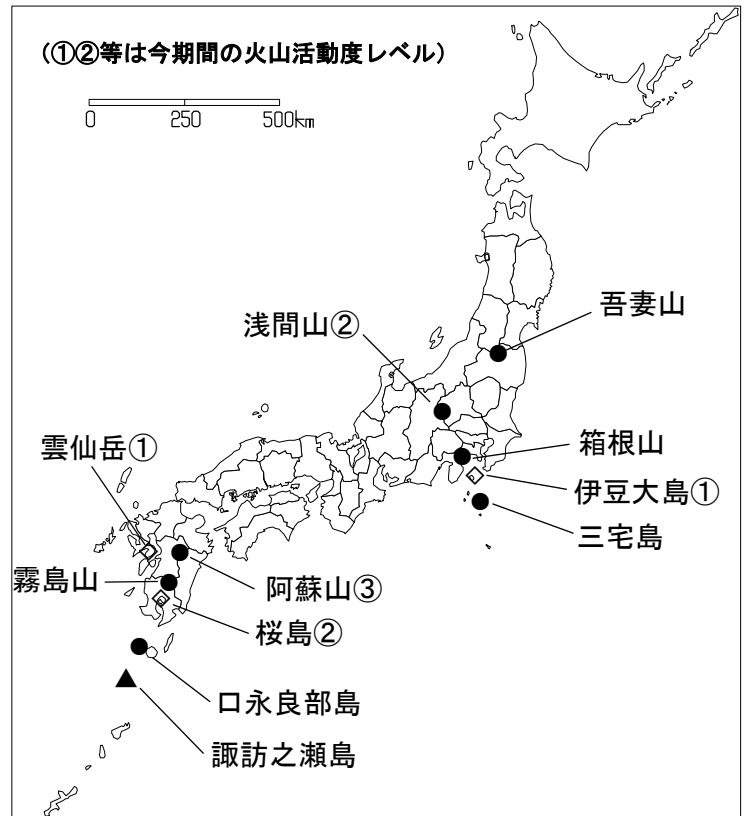 (①②等は今期間の火山活動度レベル)
0 250 500km
吾妻山
浅間山②
箱根山
雲仙岳①
伊豆大島①
三宅島
霧島山
阿蘇山③
桜島②
口永良部島
諏訪之瀬島